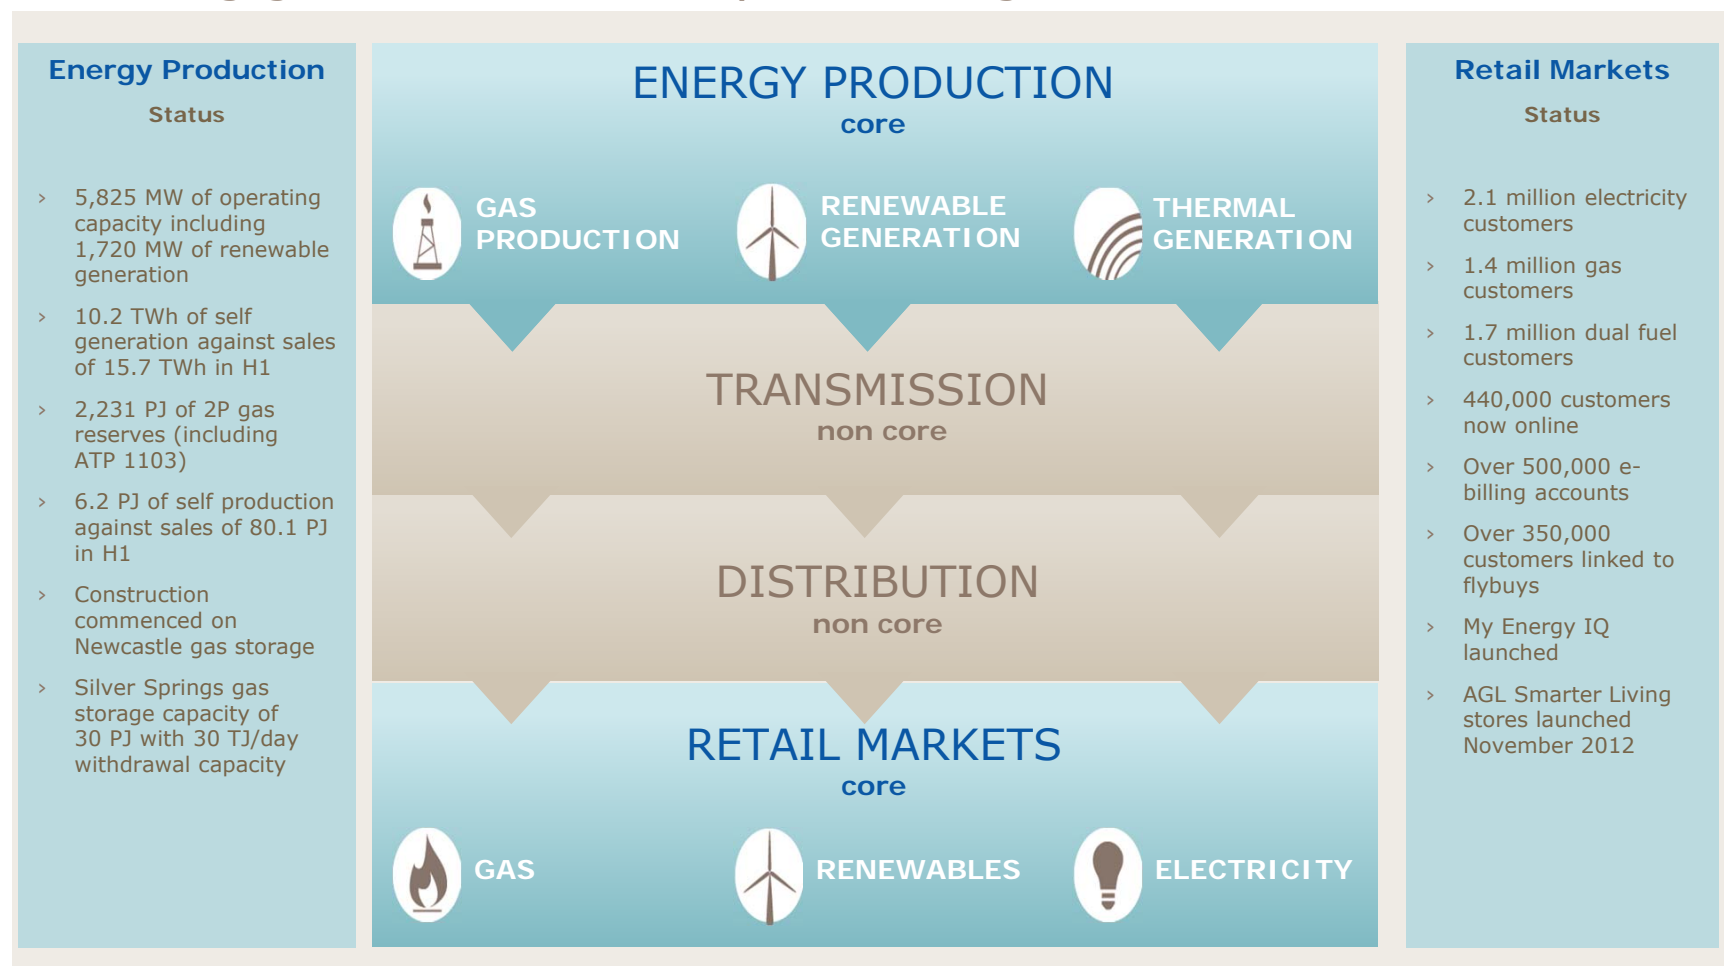 Energy Production
Status
› 5,825 MW of operating
capacity including
1,720 MW of renewable
generation
› 10.2 TWh of self
generation against sales
of 15.7 TWh in H1
› 2,231 PJ of 2P gas
reserves (including
ATP 1103)
› 6.2 PJ of self production
against sales of 80.1 PJ
in H1
› Construction
commenced on
Newcastle gas storage
› Silver Springs gas
storage capacity of
30 PJ with 30 TJ/day
withdrawal capacity
ENERGY PRODUCTION
core
GAS
PRODUCTION
RENEWABLE
GENERATION
THERMAL
GENERATION
TRANSMISSION
non core
DISTRIBUTION
non core
RETAIL MARKETS
core
GAS
RENEWABLES
ELECTRICITY
Retail Markets
Status
› 2.1 million electricity
customers
› 1.4 million gas
customers
› 1.7 million dual fuel
customers
› 440,000 customers
now online
› Over 500,000 e-
billing accounts
› Over 350,000
customers linked to
flybuys
› My Energy IQ
launched
› AGL Smarter Living
stores launched
November 2012